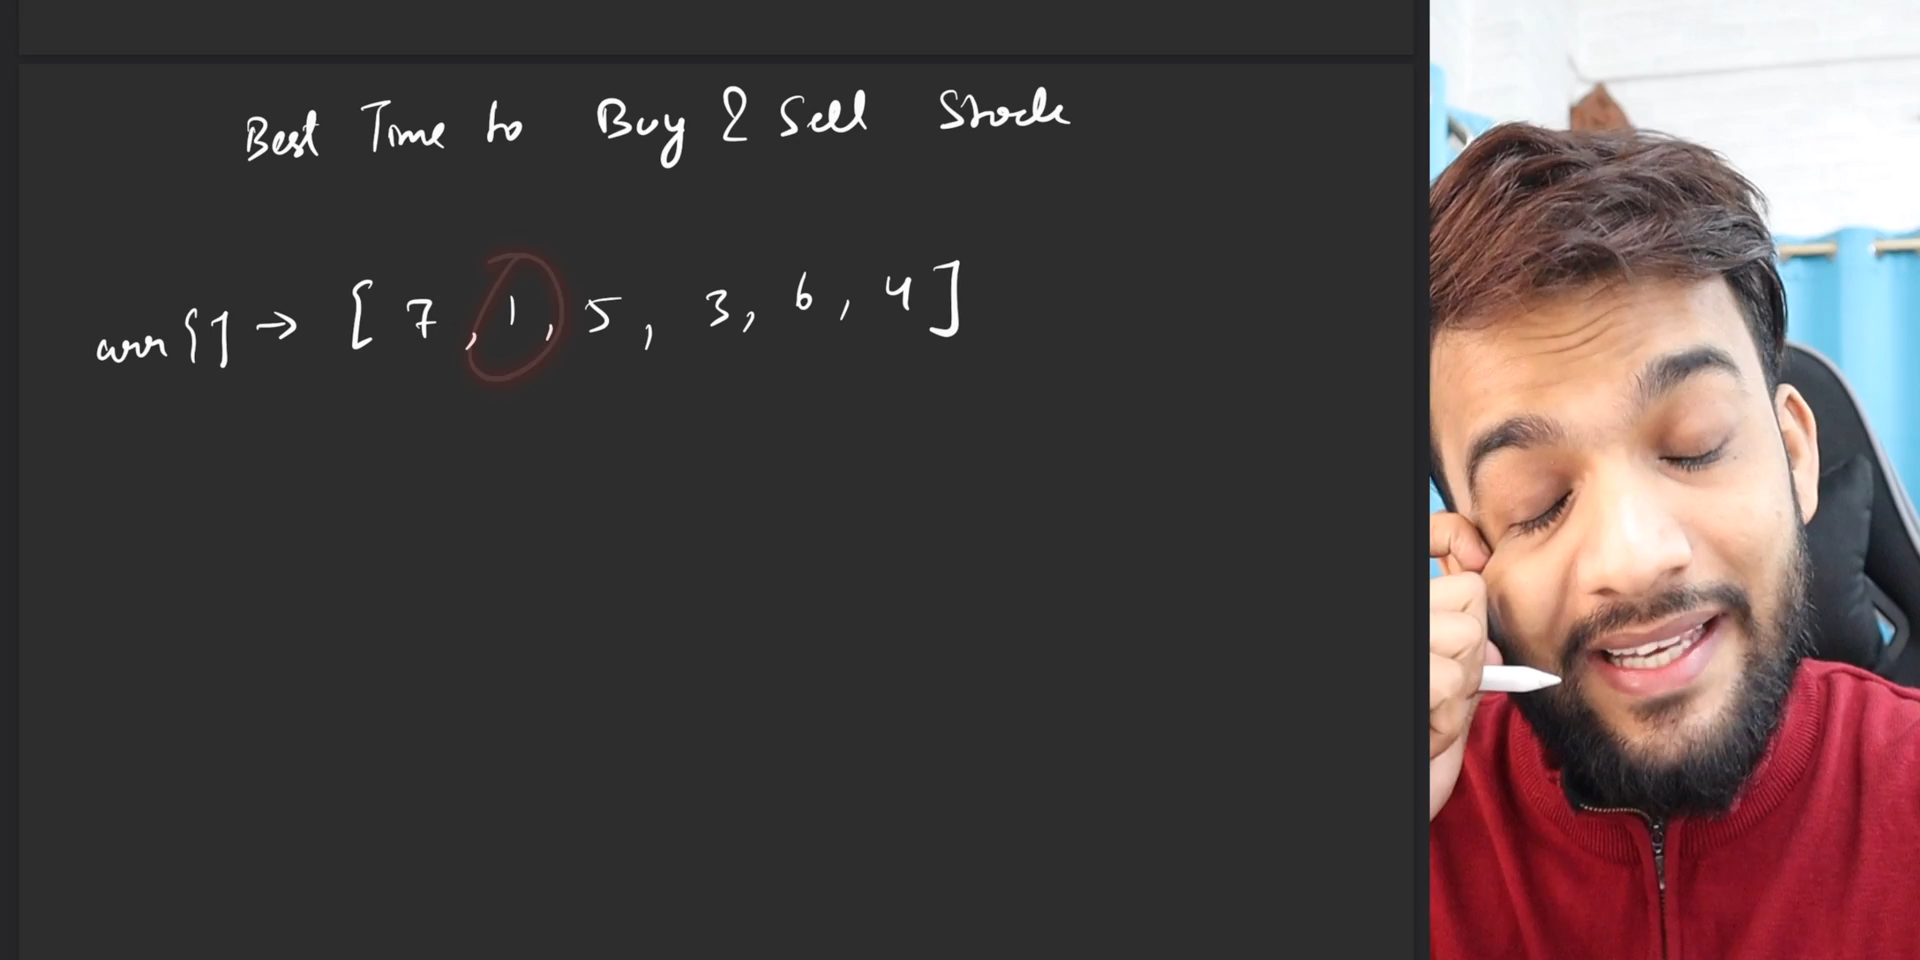 Best Time to Buy & Sell Stock
arr [] → [ 7, 1, 5, 3, 6, 4 ]